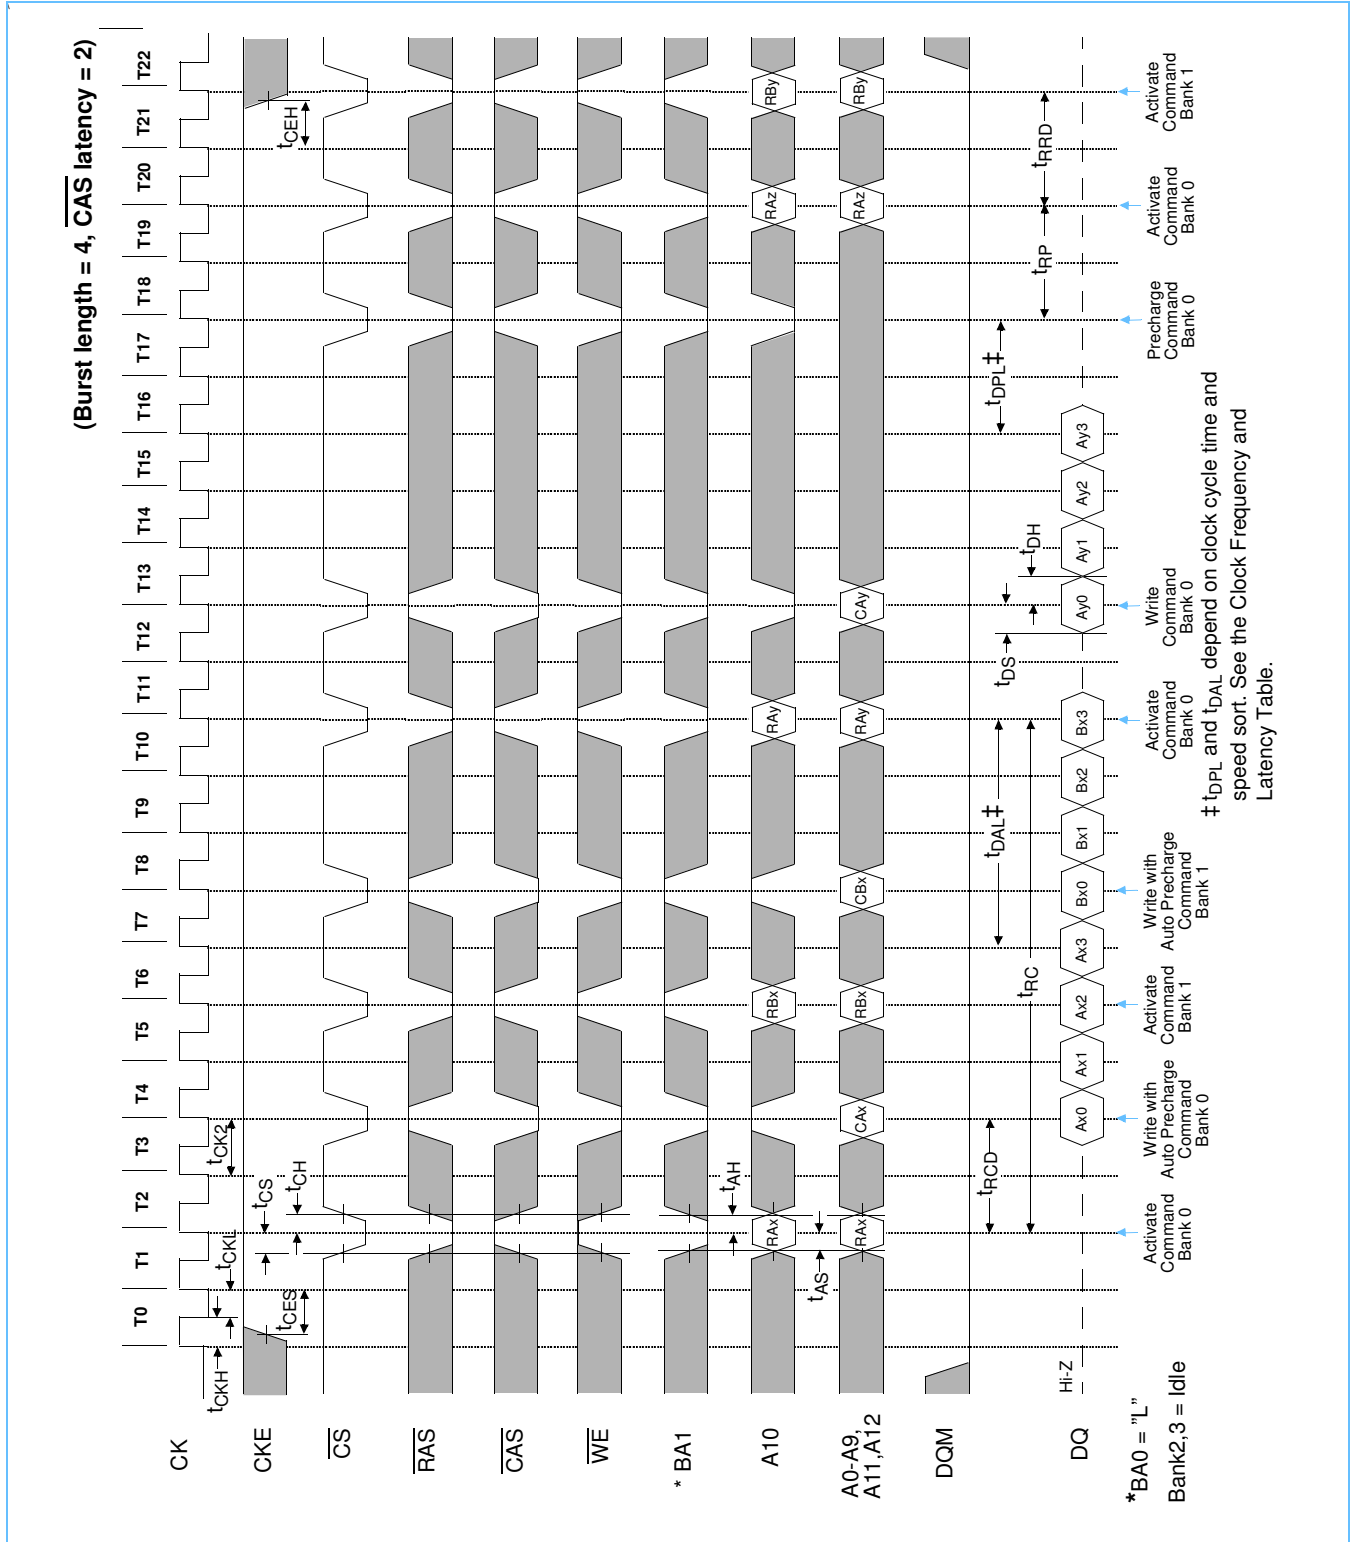 (Burst length = 4, CAS latency = 2)
T0 T1 T2 T3 T4 T5 T6 T7 T8 T9 T10 T11 T12 T13 T14 T15 T16 T17 T18 T19 T20 T21 T22
CK
tCKH tCKL tCK2
CKE
tCES tCS tCH tCEH
CS
RAS
CAS
WE
* BA1
tAH
A10
RAx RBx RAy RAz RBy
tAS
A0-A9,
A11,A12
RAx CAx RBx CBx RAy CAy RAz RBy
DQM
tRCD tDAL‡ tDS tDPL‡
tRC tDH tRP tRRD
DQ
Hi-Z
Ax0 Ax1 Ax2 Ax3 Bx0 Bx1 Bx2 Bx3 Ay0 Ay1 Ay2 Ay3
Activate
Command
Bank 0
Write with
Auto Precharge
Command
Bank 0
Activate
Command
Bank 1
Write with
Auto Precharge
Command
Bank 1
Activate
Command
Bank 0
Write
Command
Bank 0
Precharge
Command
Bank 0
Activate
Command
Bank 0
Activate
Command
Bank 1
*BA0 = ”L”
Bank2,3 = Idle
‡ tDPL and tDAL depend on clock cycle time and
speed sort. See the Clock Frequency and
Latency Table.